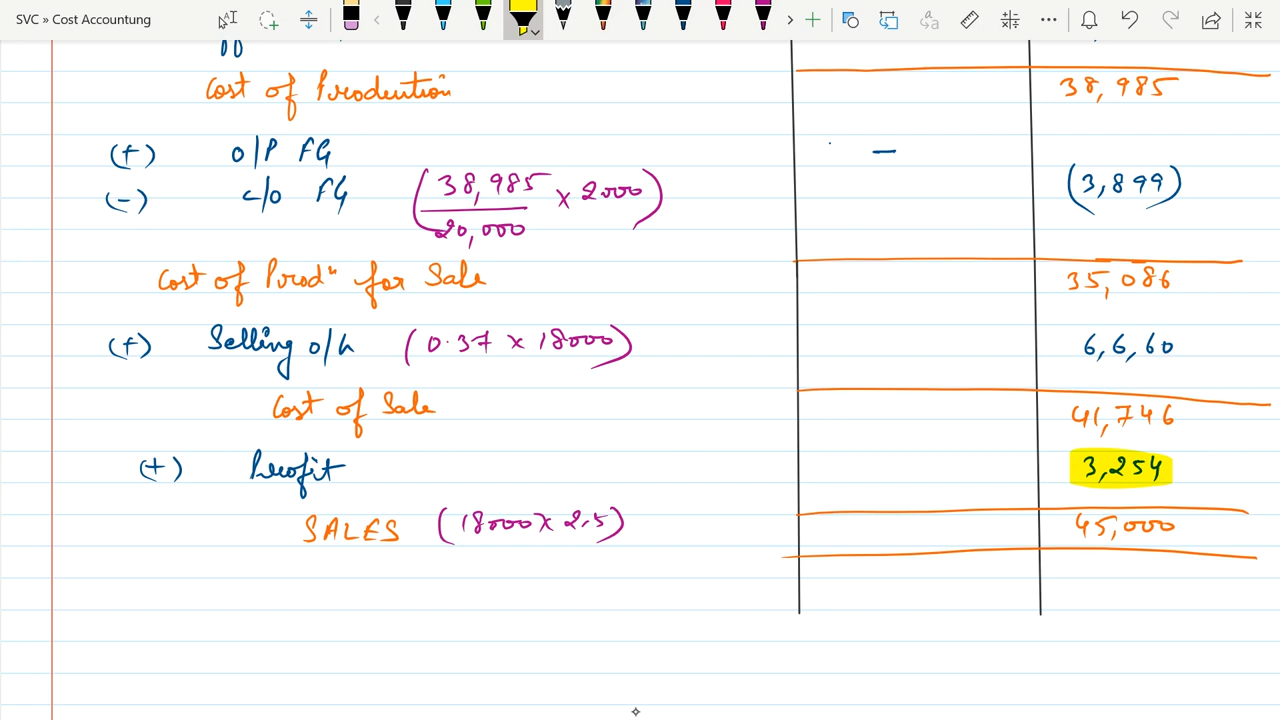 SVC » Cost Accountung
Cost of Prodcution 38,985
(+) O/P FG —
(-) c/o FG (38,985 / 20,000 × 2000) (3,899)
Cost of Prodⁿ for Sale 35,086
(+) Selling o/h (0.37 × 18000) 6,6,60
Cost of Sale 41,746
(+) Profit 3,254
SALES (18000 × 2.5) 45,000